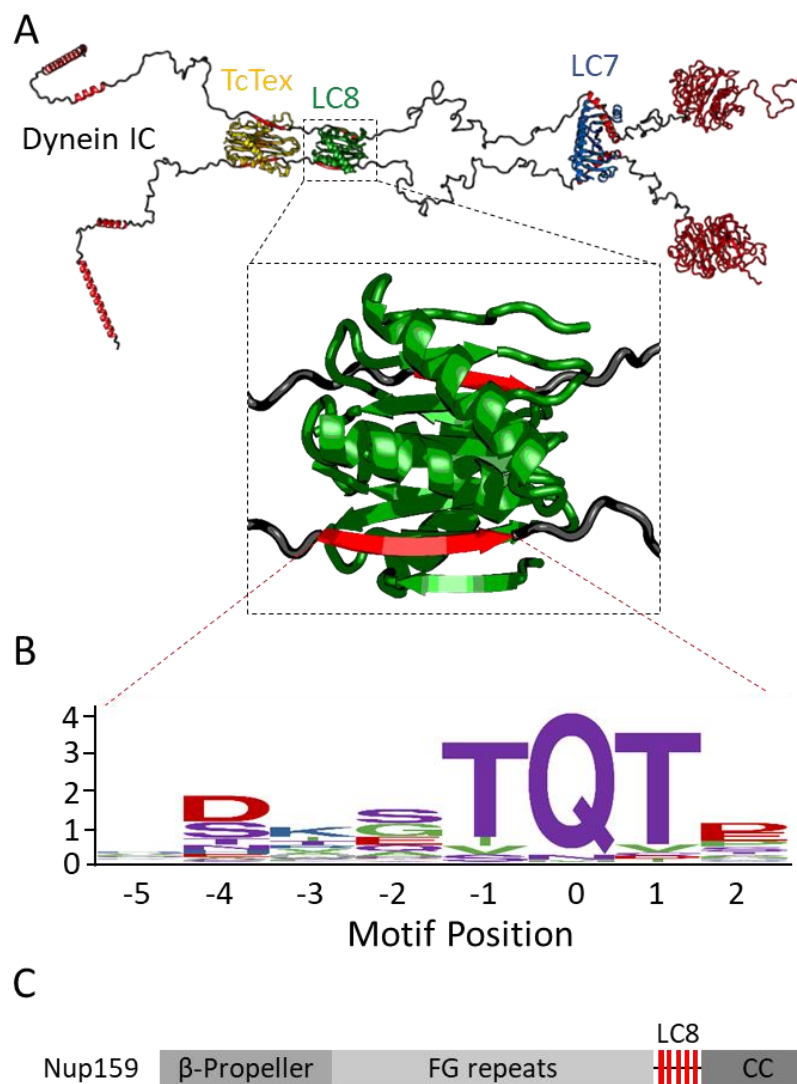 A
TcTex
LC8
LC7
Dynein IC
B
4
3
2
1
0
D S K S G T Q T D
-5 -4 -3 -2 -1 0 1 2
Motif Position
C
LC8
Nup159 β-Propeller FG repeats CC